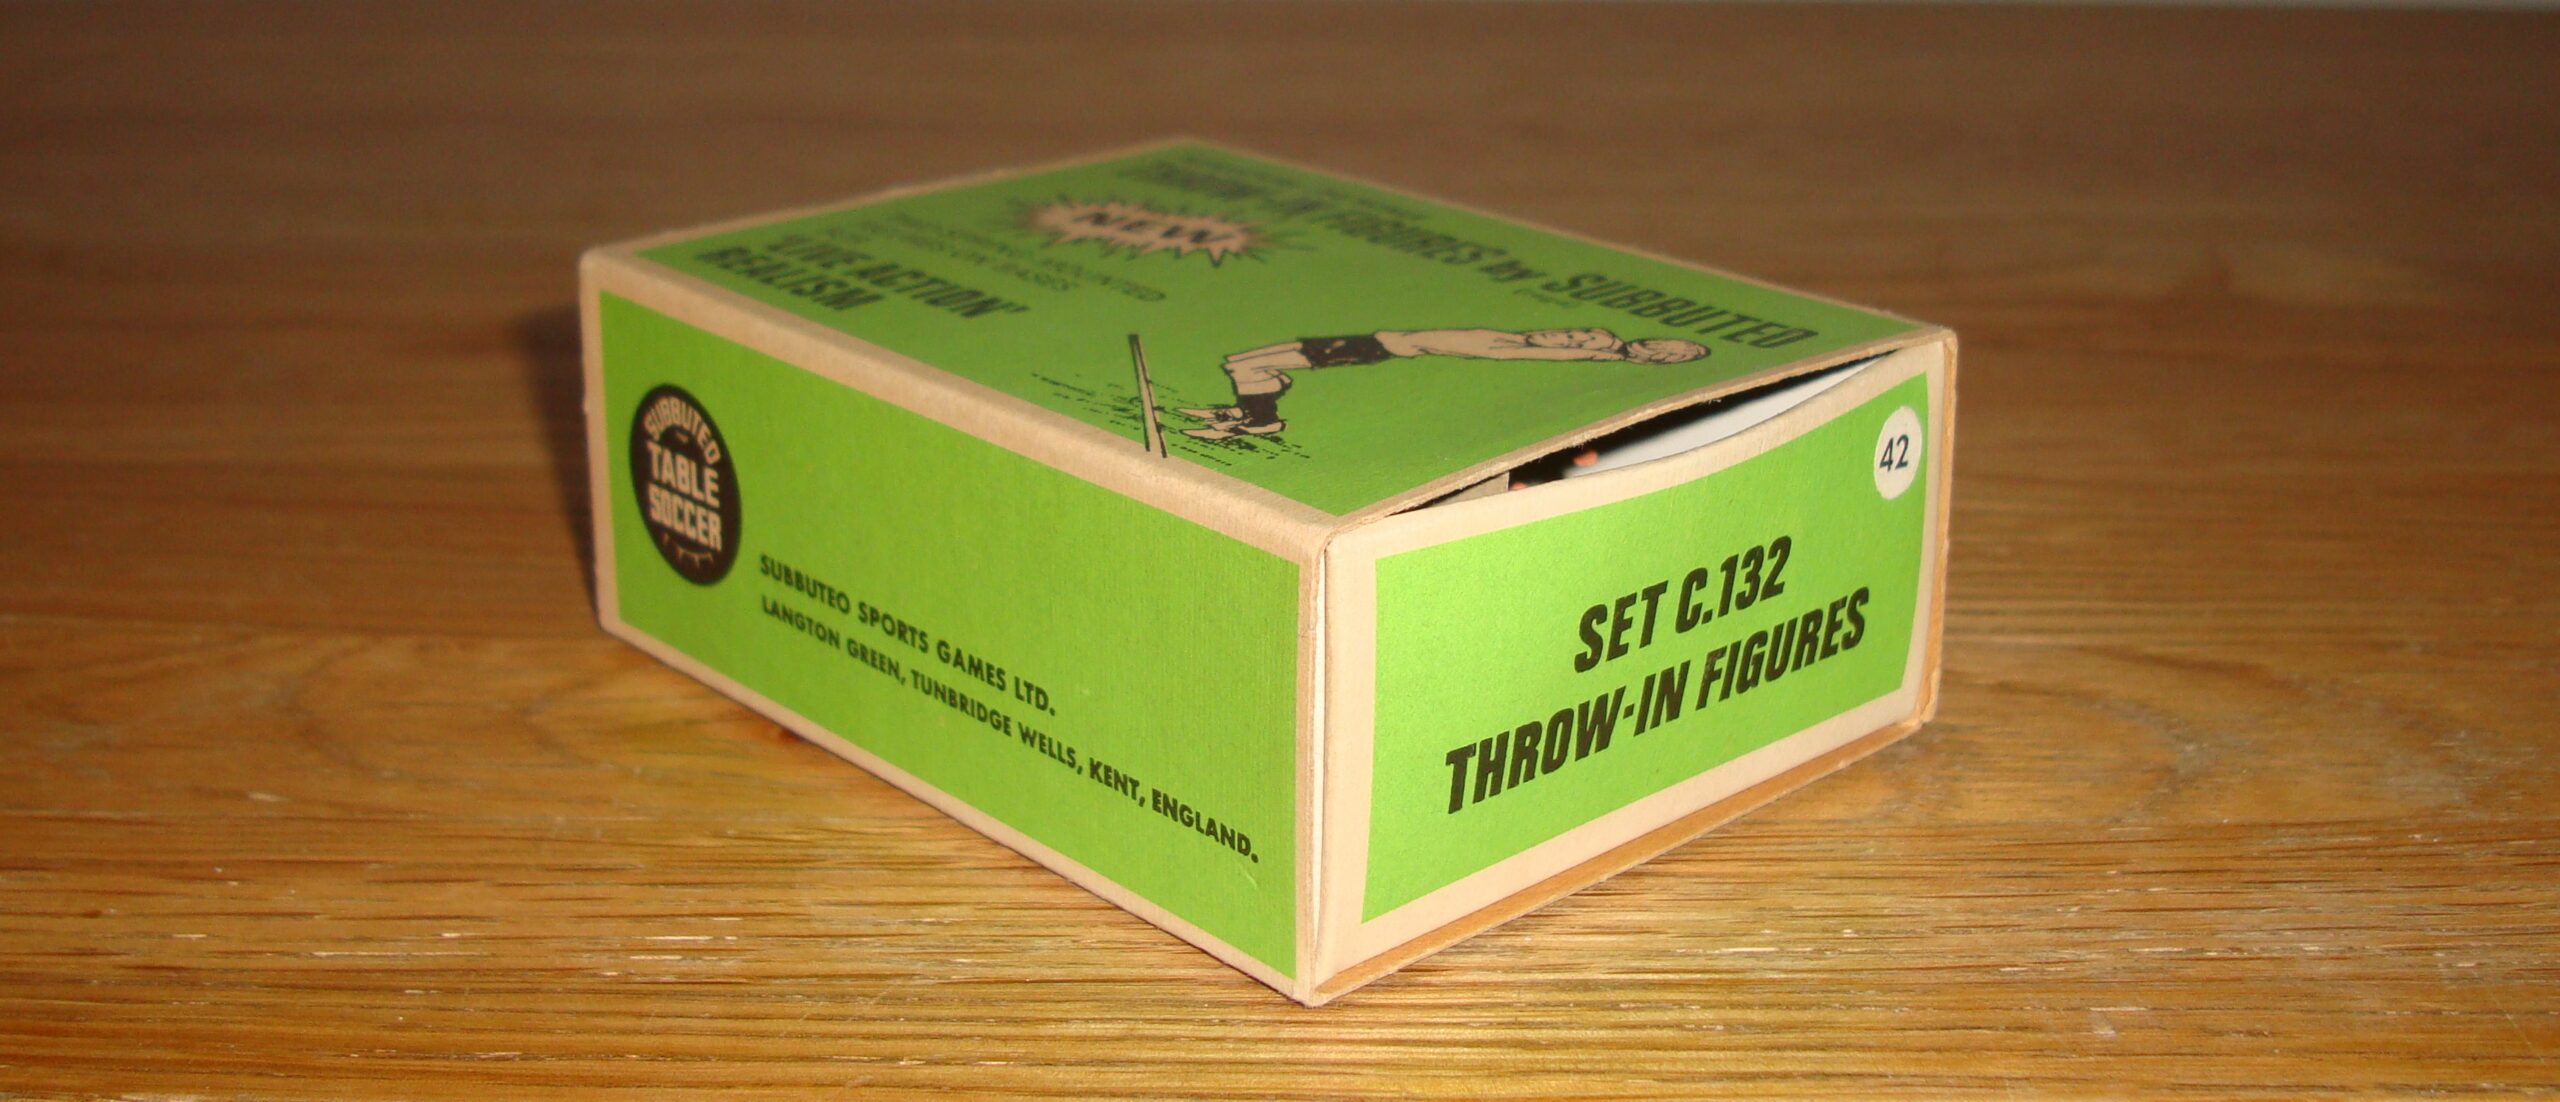 THROW-IN FIGURES by SUBBUTEO
NEW
'LIVE ACTION'
REALISM
SUBBUTEO
TABLE
SOCCER
SUBBUTEO SPORTS GAMES LTD.
LANGTON GREEN, TUNBRIDGE WELLS, KENT, ENGLAND.
42
SET C.132
THROW-IN FIGURES